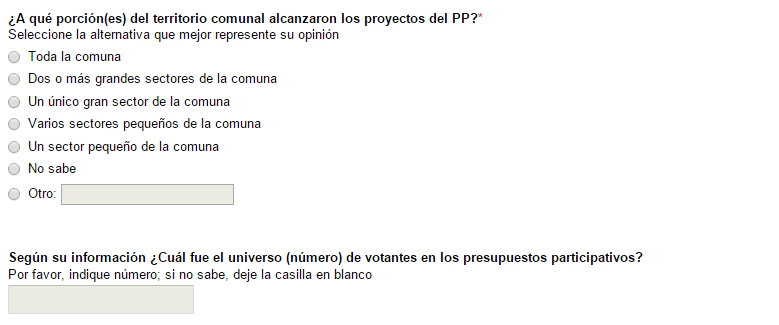 ¿A qué porción(es) del territorio comunal alcanzaron los proyectos del PP?*
Seleccione la alternativa que mejor represente su opinión
Toda la comuna
Dos o más grandes sectores de la comuna
Un único gran sector de la comuna
Varios sectores pequeños de la comuna
Un sector pequeño de la comuna
No sabe
Otro:
Según su información ¿Cuál fue el universo (número) de votantes en los presupuestos participativos?
Por favor, indique número; si no sabe, deje la casilla en blanco